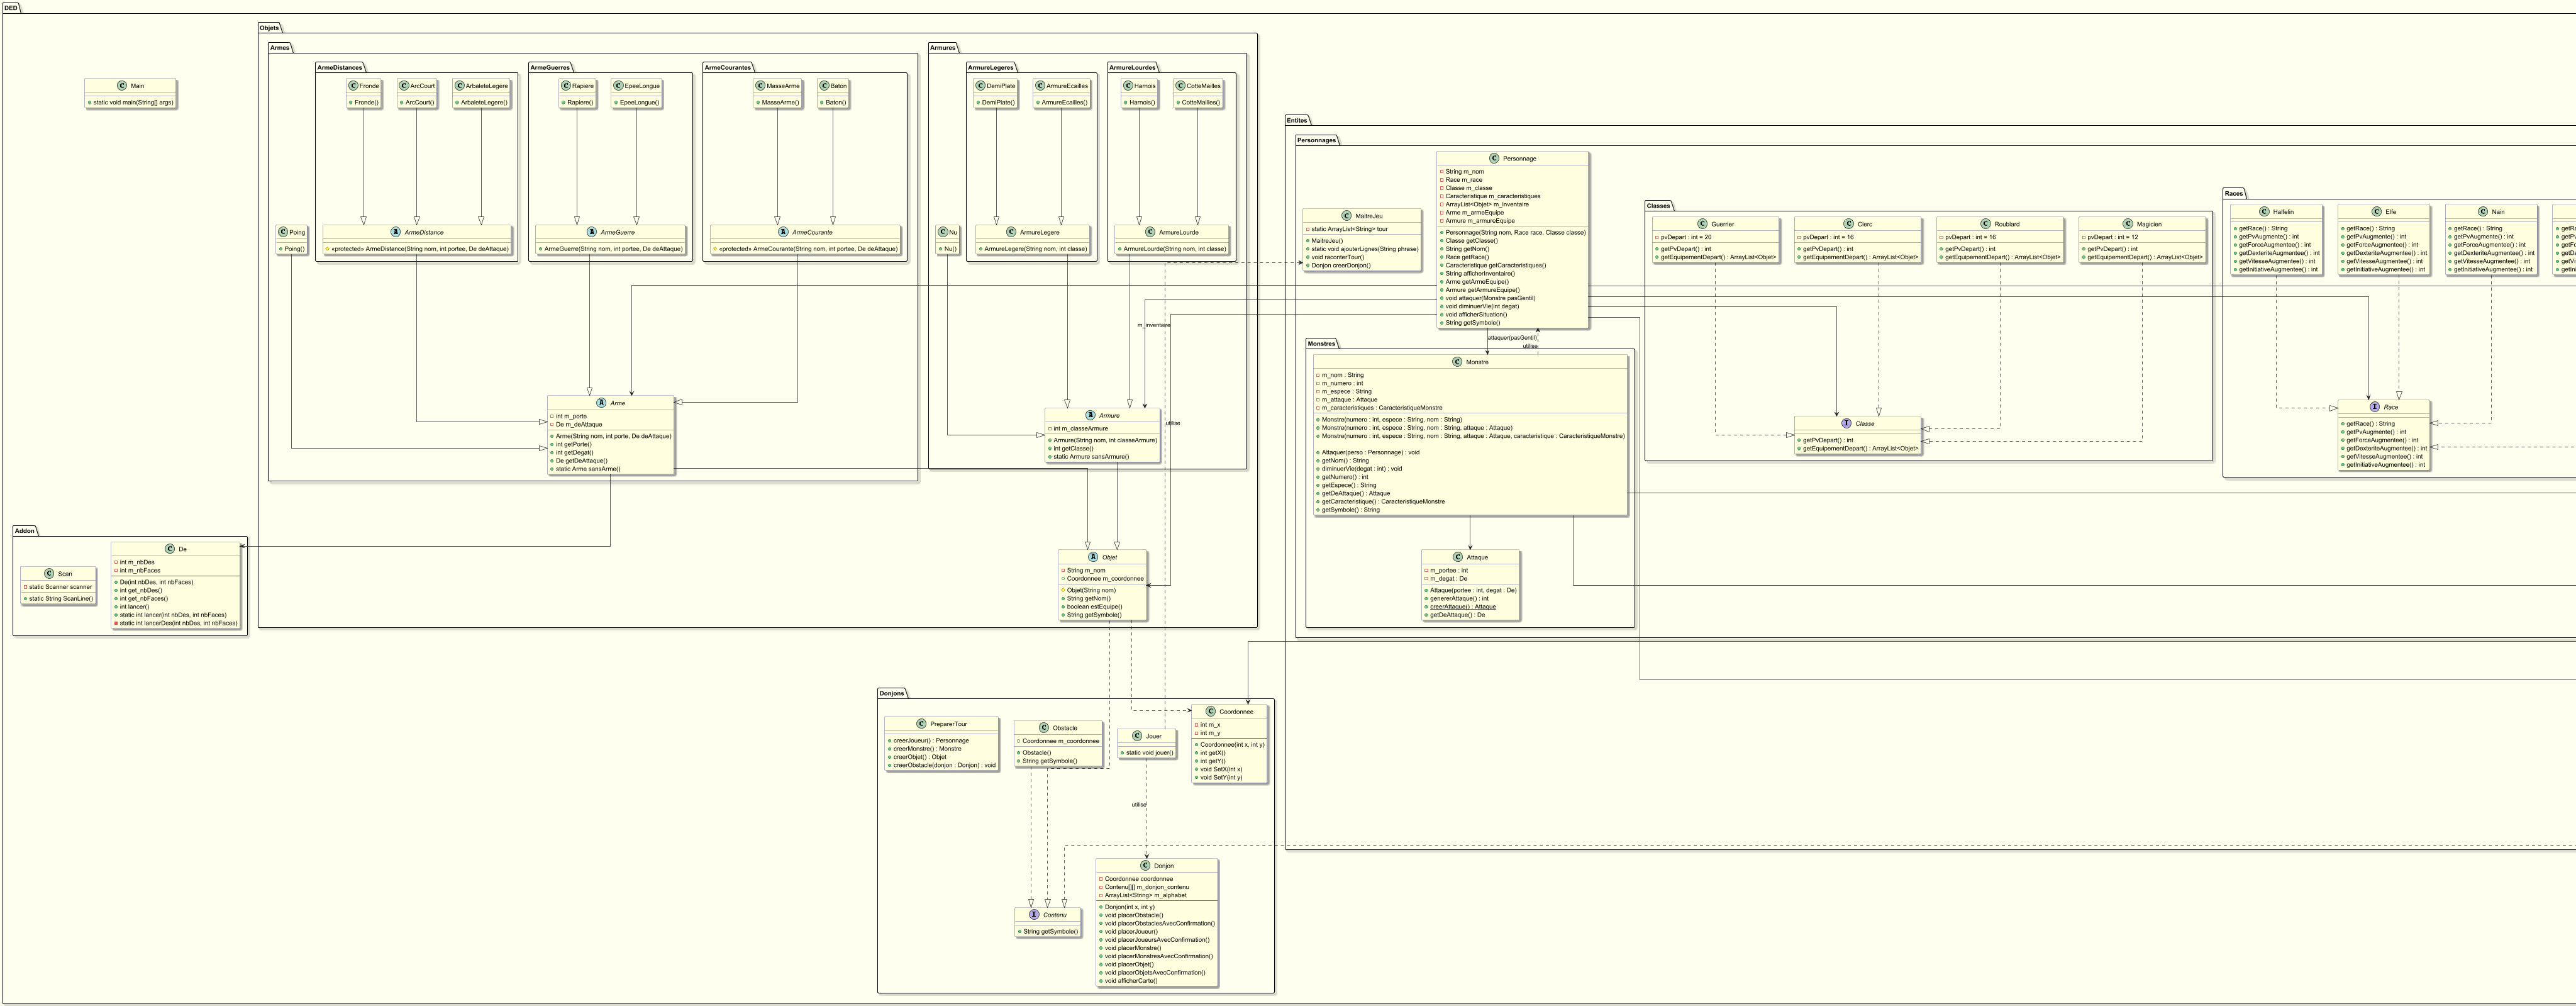 DED
Main
static void main(String[] args)
Objets
Armes
ArmeDistances
Fronde
Fronde()
ArcCourt
ArcCourt()
ArbaleteLegere
ArbaleteLegere()
ArmeGuerres
Rapiere
Rapiere()
EpeeLongue
EpeeLongue()
ArmeCourantes
MasseArme
MasseArme()
Baton
Baton()
Poing
Poing()
ArmeDistance
«protected» ArmeDistance(String nom, int portee, De deAttaque)
ArmeGuerre
ArmeGuerre(String nom, int portee, De deAttaque)
ArmeCourante
«protected» ArmeCourante(String nom, int portee, De deAttaque)
Arme
int m_porte
De m_deAttaque
Arme(String nom, int porte, De deAttaque)
int getPorte()
int getDegat()
De getDeAttaque()
static Arme sansArme()
Armures
ArmureLegeres
DemiPlate
DemiPlate()
ArmureEcailles
ArmureEcailles()
ArmureLourdes
Harnois
Harnois()
CotteMailles
CotteMailles()
Nu
Nu()
ArmureLegere
ArmureLegere(String nom, int classe)
ArmureLourde
ArmureLourde(String nom, int classe)
m_inventaire
utilise
Armure
int m_classeArmure
Armure(String nom, int classeArmure)
int getClasse()
static Armure sansArmure()
Objet
String m_nom
Coordonnee m_coordonnee
Objet(String nom)
String getNom()
boolean estEquipe()
String getSymbole()
Addon
Scan
static Scanner scanner
static String ScanLine()
De
int m_nbDes
int m_nbFaces
De(int nbDes, int nbFaces)
int get_nbDes()
int get_nbFaces()
int lancer()
static int lancer(int nbDes, int nbFaces)
static int lancerDes(int nbDes, int nbFaces)
Entites
Personnages
MaitreJeu
static ArrayList<String> tour
MaitreJeu()
static void ajouterLignes(String phrase)
void raconterTour()
Donjon creerDonjon()
Personnage
String m_nom
Race m_race
Classe m_classe
Caracteristique m_caracteristiques
ArrayList<Objet> m_inventaire
Arme m_armeEquipe
Armure m_armureEquipe
Personnage(String nom, Race race, Classe classe)
Classe getClasse()
String getNom()
Race getRace()
Caracteristique getCaracteristiques()
String afficherInventaire()
Arme getArmeEquipe()
Armure getArmureEquipe()
void attaquer(Monstre pasGentil)
void diminuerVie(int degat)
void afficherSituation()
String getSymbole()
attaquer(pasGentil)
utilise
Monstres
Monstre
m_nom : String
m_numero : int
m_espece : String
m_attaque : Attaque
m_caracteristiques : CaracteristiqueMonstre
Monstre(numero : int, espece : String, nom : String)
Monstre(numero : int, espece : String, nom : String, attaque : Attaque)
Monstre(numero : int, espece : String, nom : String, attaque : Attaque, caracteristique : CaracteristiqueMonstre)
Attaquer(perso : Personnage) : void
getNom() : String
diminuerVie(degat : int) : void
getNumero() : int
getEspece() : String
getDeAttaque() : Attaque
getCaracteristique() : CaracteristiqueMonstre
getSymbole() : String
Attaque
m_portee : int
m_degat : De
Attaque(portee : int, degat : De)
genererAttaque() : int
creerAttaque() : Attaque
getDeAttaque() : De
Classes
Guerrier
pvDepart : int = 20
getPvDepart() : int
getEquipementDepart() : ArrayList<Objet>
Clerc
pvDepart : int = 16
getPvDepart() : int
getEquipementDepart() : ArrayList<Objet>
Roublard
pvDepart : int = 16
getPvDepart() : int
getEquipementDepart() : ArrayList<Objet>
Magicien
pvDepart : int = 12
getPvDepart() : int
getEquipementDepart() : ArrayList<Objet>
Classe
getPvDepart() : int
getEquipementDepart() : ArrayList<Objet>
Races
Halfelin
getRace() : String
getPvAugmente() : int
getForceAugmentee() : int
getDexteriteAugmentee() : int
getVitesseAugmentee() : int
getInitiativeAugmentee() : int
Elfe
getRace() : String
getPvAugmente() : int
getForceAugmentee() : int
getDexteriteAugmentee() : int
getVitesseAugmentee() : int
getInitiativeAugmentee() : int
Nain
getRace() : String
getPvAugmente() : int
getForceAugmentee() : int
getDexteriteAugmentee() : int
getVitesseAugmentee() : int
getInitiativeAugmentee() : int
Race
getRace() : String
getPvAugmente() : int
getForceAugmentee() : int
getDexteriteAugmentee() : int
getVitesseAugmentee() : int
getInitiativeAugmentee() : int
Donjons
PreparerTour
creerJoueur() : Personnage
creerMonstre() : Monstre
creerObjet() : Objet
creerObstacle(donjon : Donjon) : void
Obstacle
Coordonnee m_coordonnee
Obstacle()
String getSymbole()
Jouer
static void jouer()
Coordonnee
int m_x
int m_y
Coordonnee(int x, int y)
int getX()
int getY()
void SetX(int x)
void SetY(int y)
utilise
Contenu
String getSymbole()
Donjon
Coordonnee coordonnee
Contenu[][] m_donjon_contenu
ArrayList<String> m_alphabet
Donjon(int x, int y)
void placerObstacle()
void placerObstaclesAvecConfirmation()
void placerJoueur()
void placerJoueursAvecConfirmation()
void placerMonstre()
void placerMonstresAvecConfirmation()
void placerObjet()
void placerObjetsAvecConfirmation()
void afficherCarte()